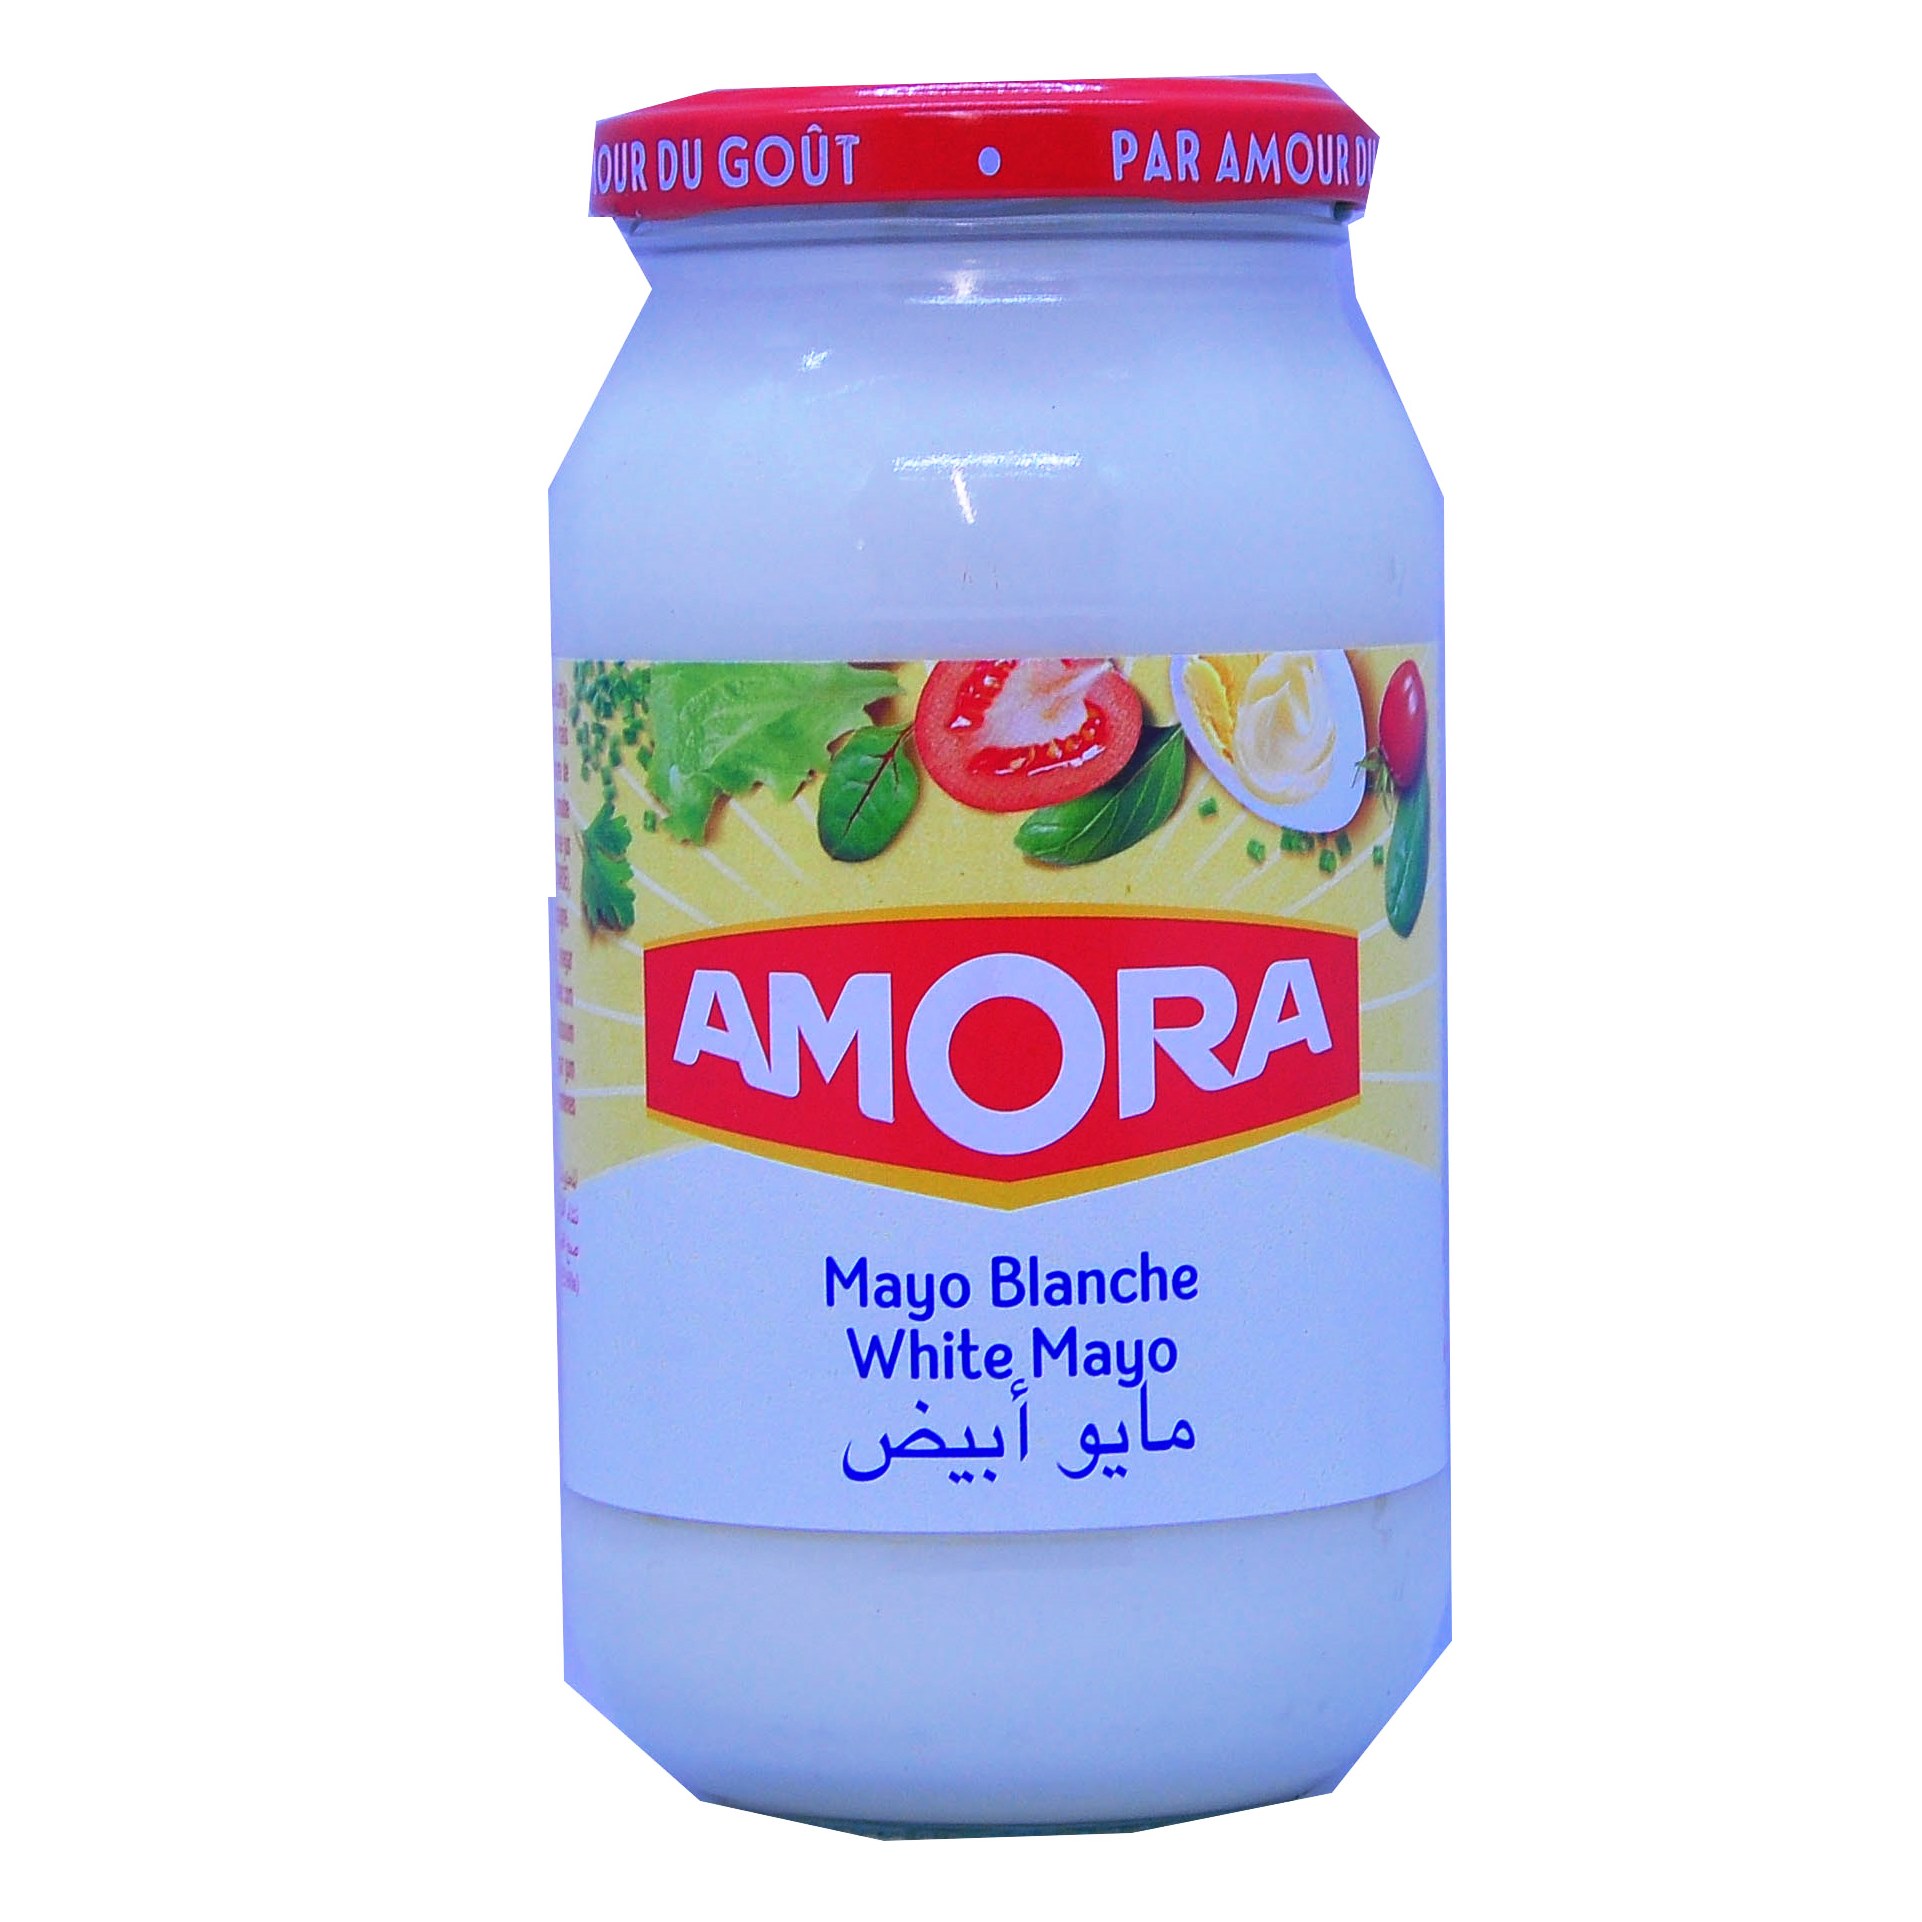 OUR DU GOÛT • PAR AMOUR DU
AMORA
Mayo Blanche
White Mayo
مايو أبيض